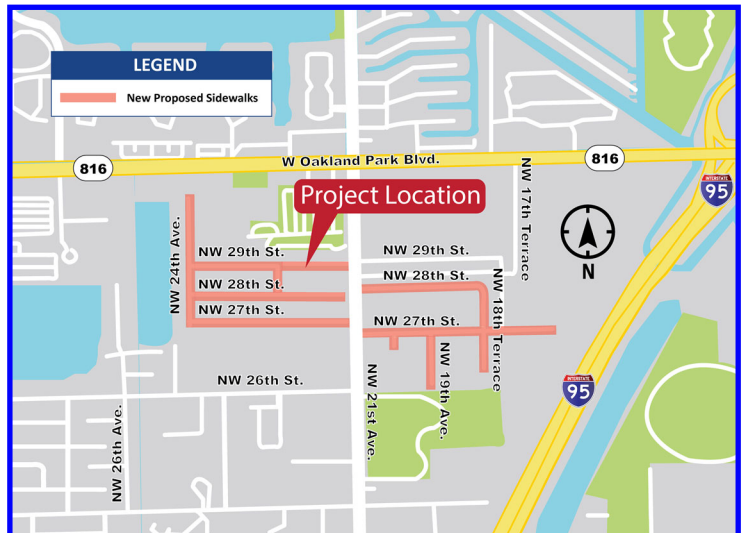 LEGEND
New Proposed Sidewalks
816
W Oakland Park Blvd.
816
INTERSTATE
95
Project Location
NW 17th Terrace
NW 24th Ave.
NW 29th St.
NW 29th St.
N
NW 28th St.
NW 28th St.
NW 27th St.
NW 27th St.
NW 18th Terrace
NW 26th St.
NW 21st Ave.
NW 19th Ave.
INTERSTATE
95
NW 26th Ave.